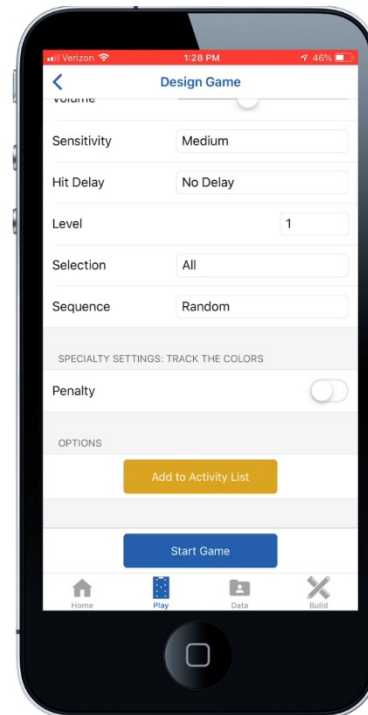 Verizon 1:28 PM 46%
Design Game
Volume
Sensitivity Medium
Hit Delay No Delay
Level 1
Selection All
Sequence Random
SPECIALTY SETTINGS: TRACK THE COLORS
Penalty
OPTIONS
Add to Activity List
Start Game
Home Play Data Build